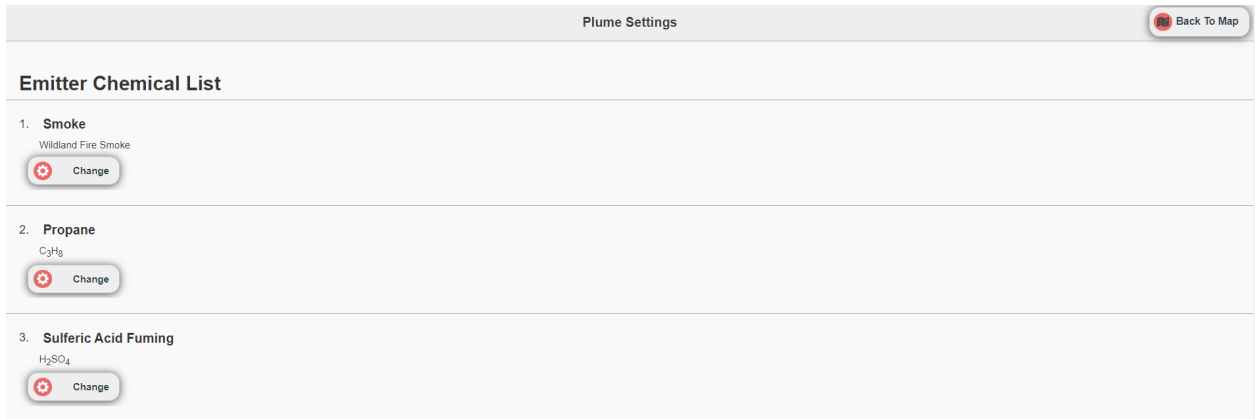 Plume Settings
Back To Map
Emitter Chemical List
1. Smoke
Wildland Fire Smoke
Change
2. Propane
C₃H₈
Change
3. Sulferic Acid Fuming
H₂SO₄
Change